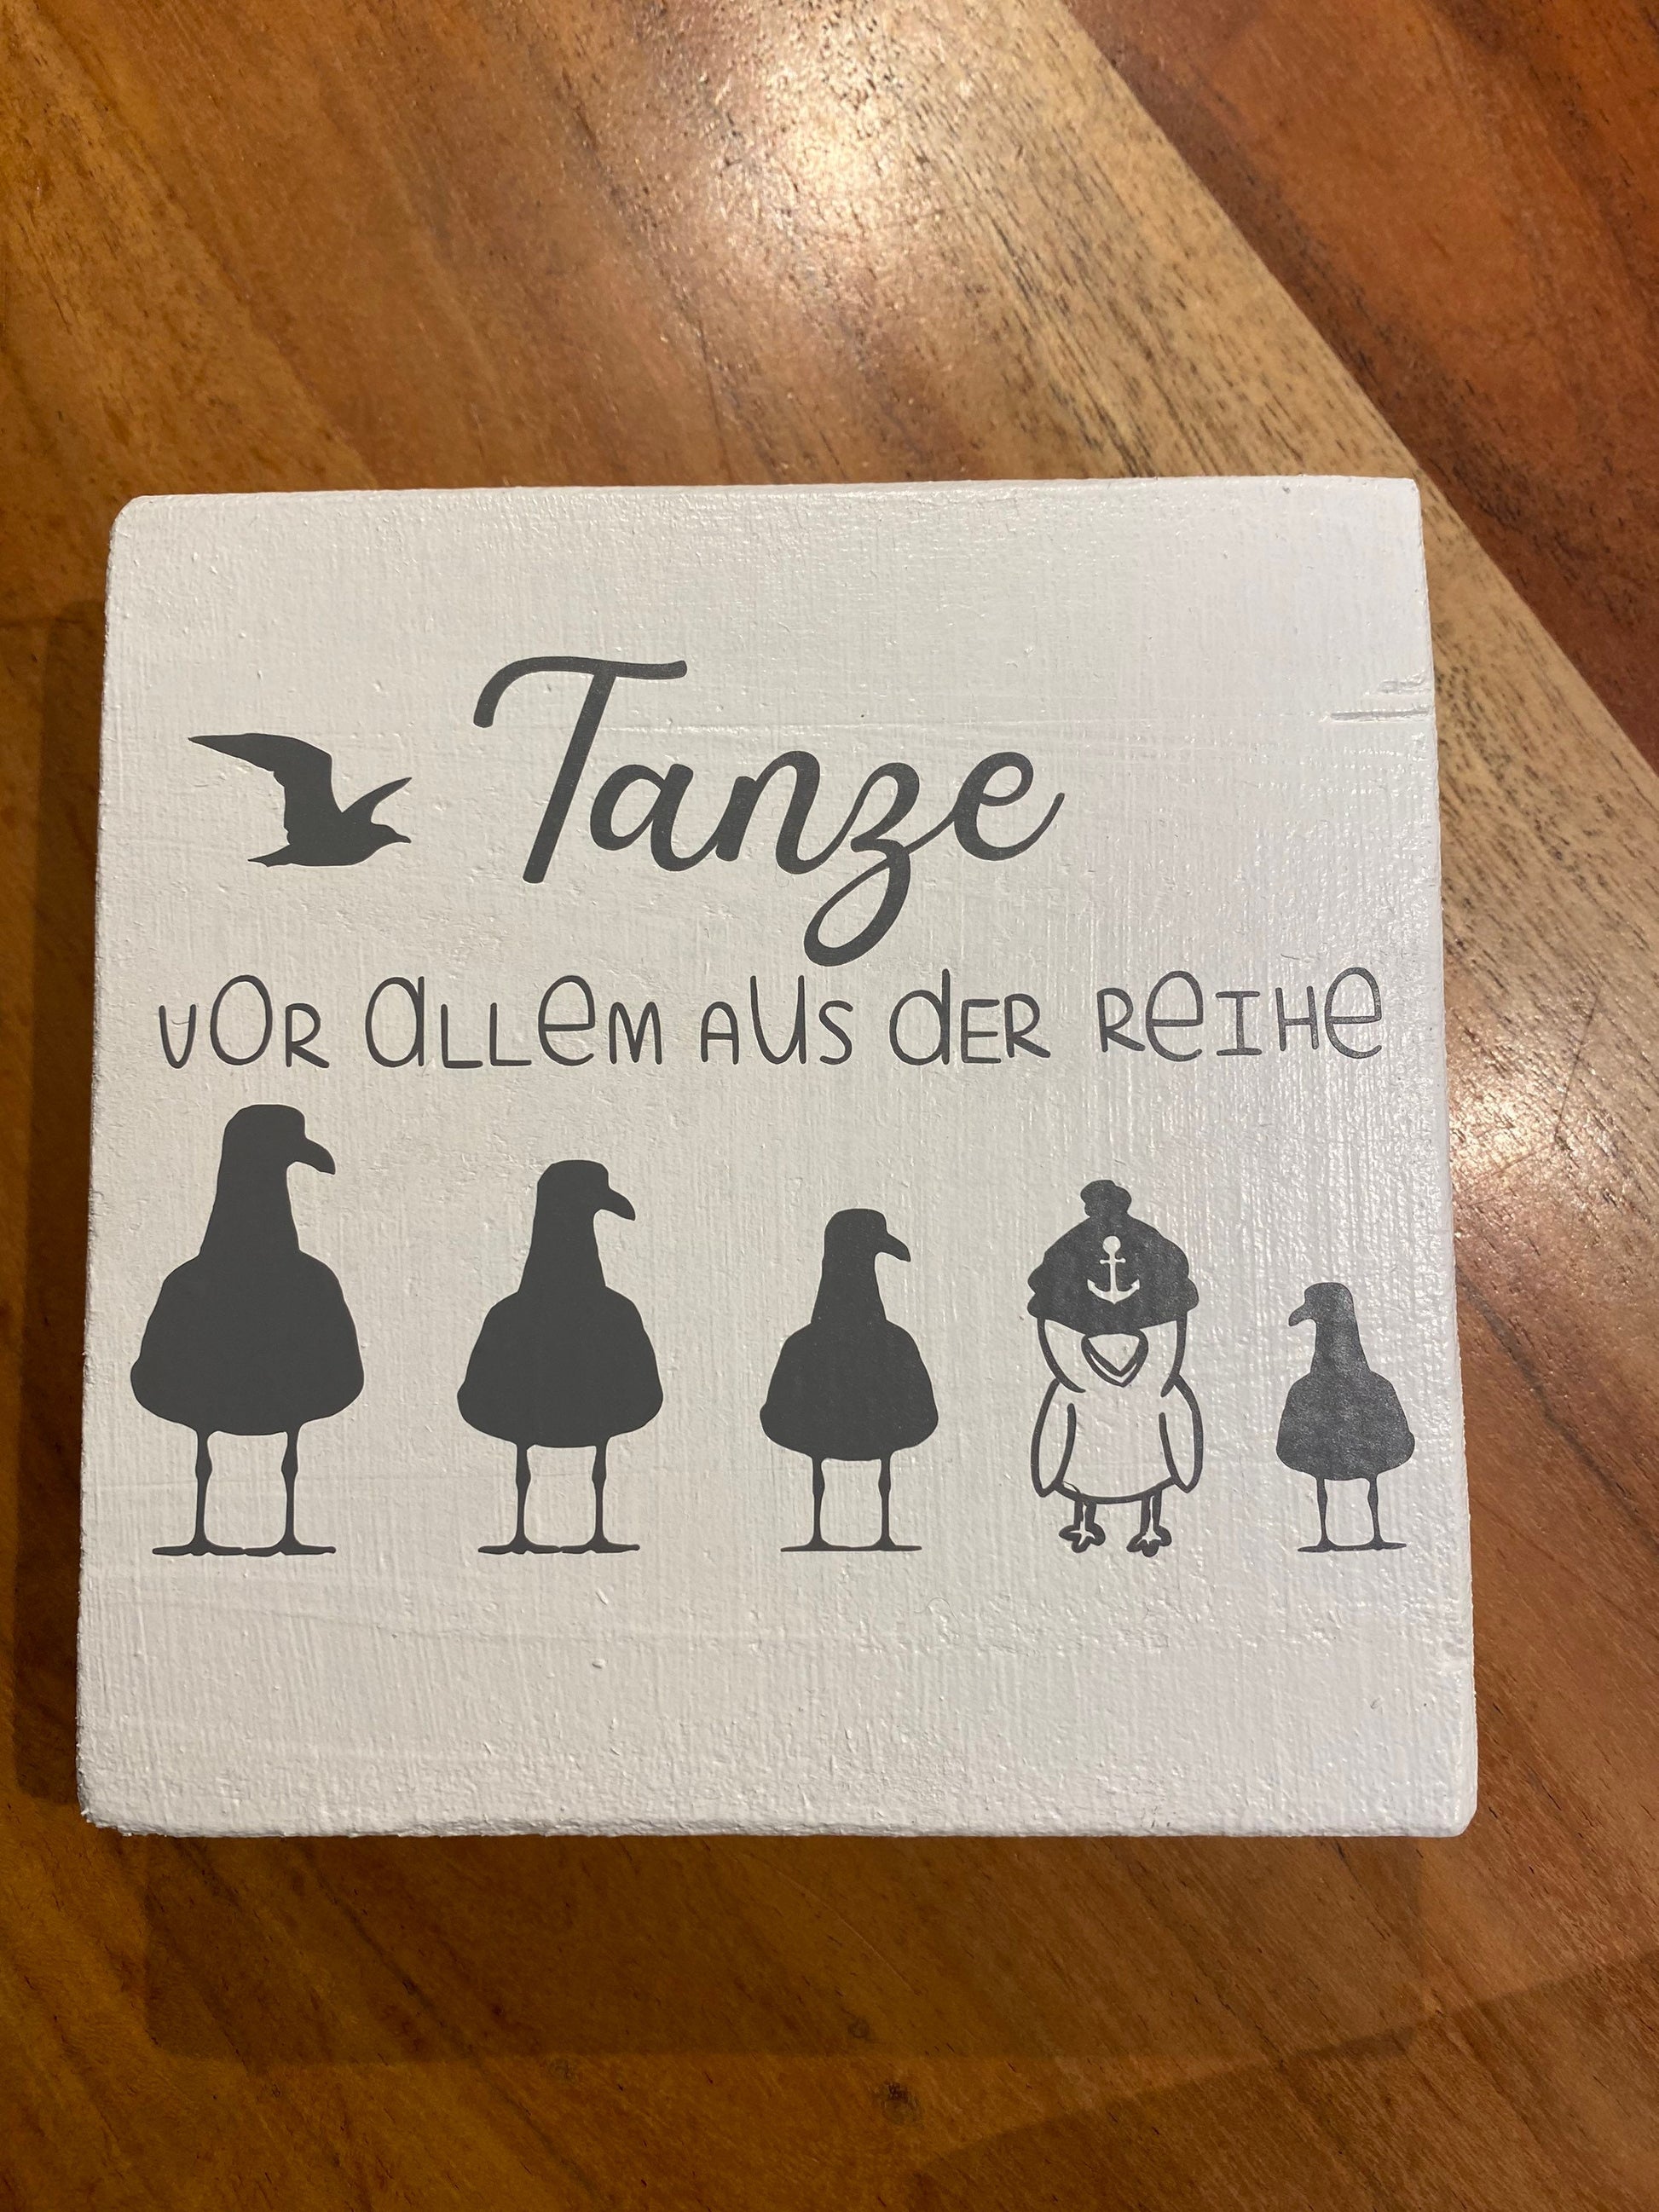 Tanze
vor allem aus der Reihe